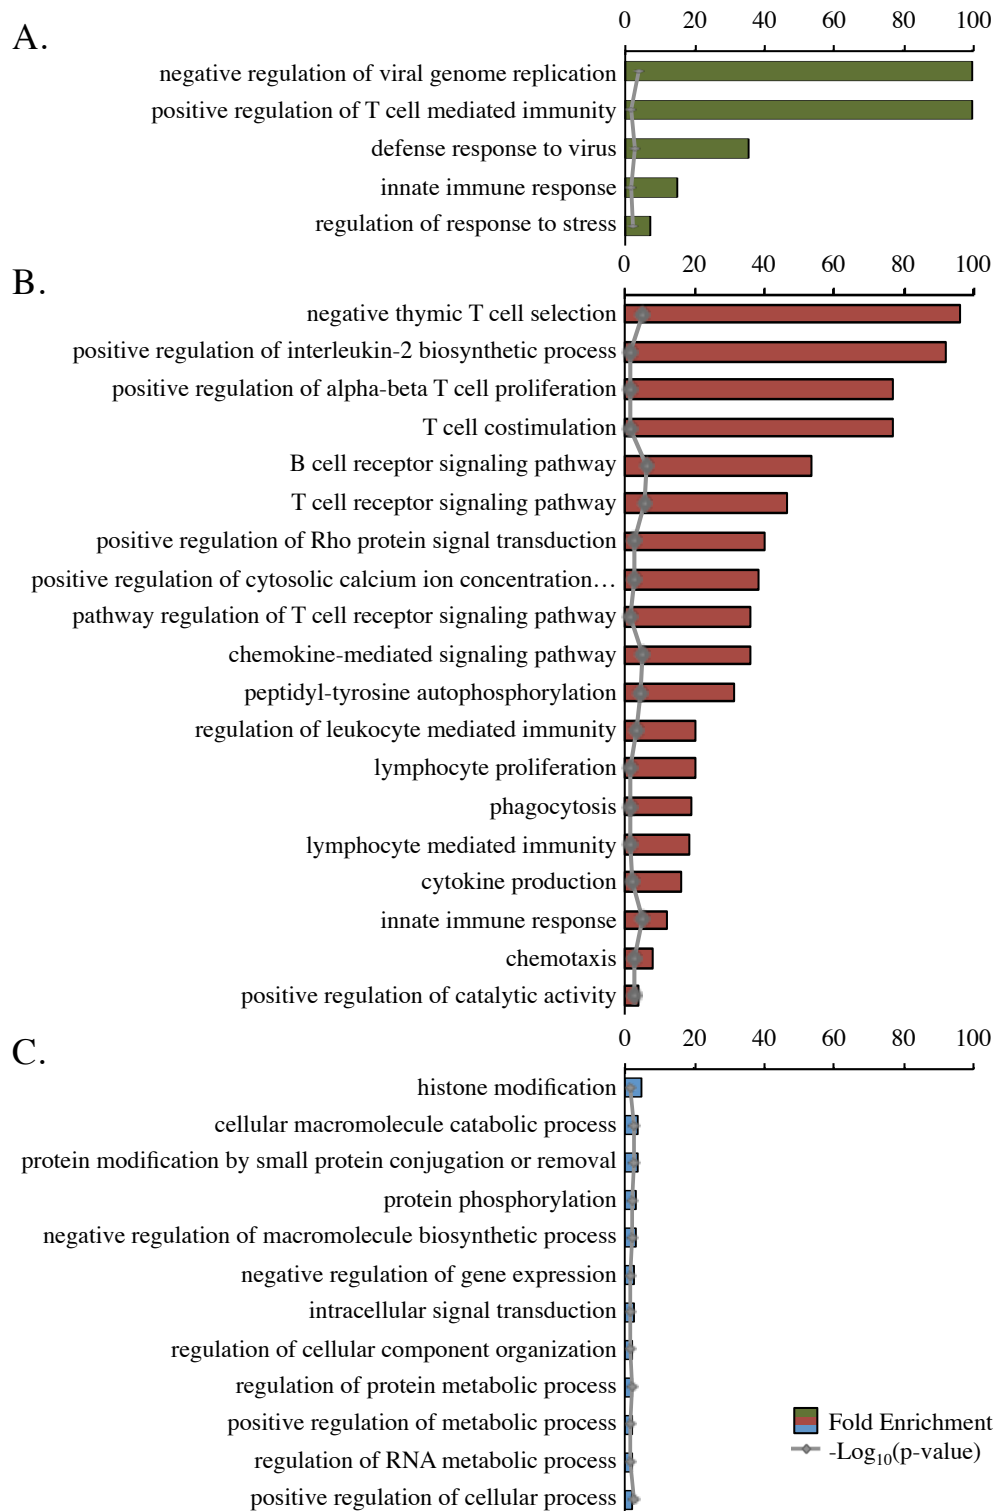 A.
0 20 40 60 80 100
negative regulation of viral genome replication
positive regulation of T cell mediated immunity
defense response to virus
innate immune response
regulation of response to stress
B.
0 20 40 60 80 100
negative thymic T cell selection
positive regulation of interleukin-2 biosynthetic process
positive regulation of alpha-beta T cell proliferation
T cell costimulation
B cell receptor signaling pathway
T cell receptor signaling pathway
positive regulation of Rho protein signal transduction
positive regulation of cytosolic calcium ion concentration…
pathway regulation of T cell receptor signaling pathway
chemokine-mediated signaling pathway
peptidyl-tyrosine autophosphorylation
regulation of leukocyte mediated immunity
lymphocyte proliferation
phagocytosis
lymphocyte mediated immunity
cytokine production
innate immune response
chemotaxis
positive regulation of catalytic activity
C.
0 20 40 60 80 100
histone modification
cellular macromolecule catabolic process
protein modification by small protein conjugation or removal
protein phosphorylation
negative regulation of macromolecule biosynthetic process
negative regulation of gene expression
intracellular signal transduction
regulation of cellular component organization
regulation of protein metabolic process
positive regulation of metabolic process
regulation of RNA metabolic process
positive regulation of cellular process
Fold Enrichment
-Log₁₀(p-value)